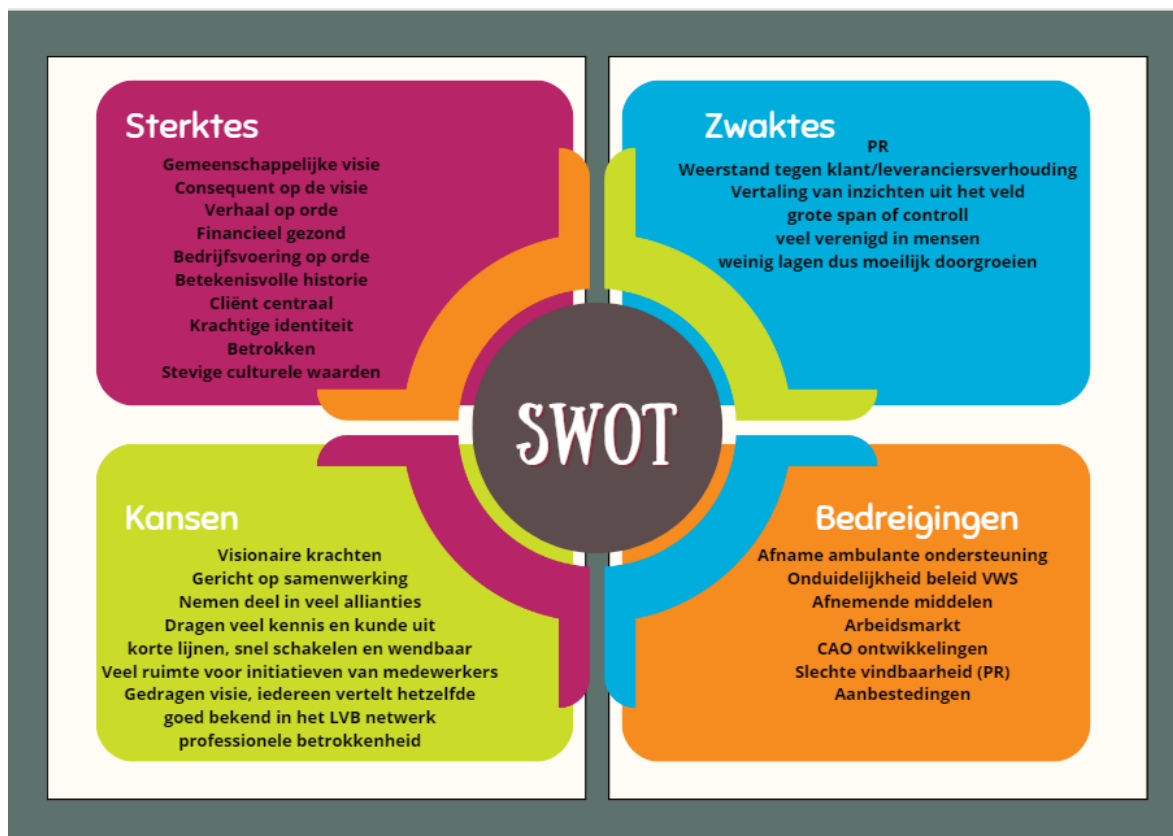 Sterktes
Gemeenschappelijke visie
Consequent op de visie
Verhaal op orde
Financieel gezond
Bedrijfsvoering op orde
Betekenisvolle historie
Cliënt centraal
Krachtige identiteit
Betrokken
Stevige culturele waarden
Zwaktes
PR
Weerstand tegen klant/leveranciersverhouding
Vertaling van inzichten uit het veld
grote span of controll
veel verenigd in mensen
weinig lagen dus moeilijk doorgroeien
SWOT
Kansen
Visionaire krachten
Gericht op samenwerking
Nemen deel in veel allianties
Dragen veel kennis en kunde uit
korte lijnen, snel schakelen en wendbaar
Veel ruimte voor initiatieven van medewerkers
Gedragen visie, iedereen vertelt hetzelfde
goed bekend in het LVB netwerk
professionele betrokkenheid
Bedreigingen
Afname ambulante ondersteuning
Onduidelijkheid beleid VWS
Afnemende middelen
Arbeidsmarkt
CAO ontwikkelingen
Slechte vindbaarheid (PR)
Aanbestedingen